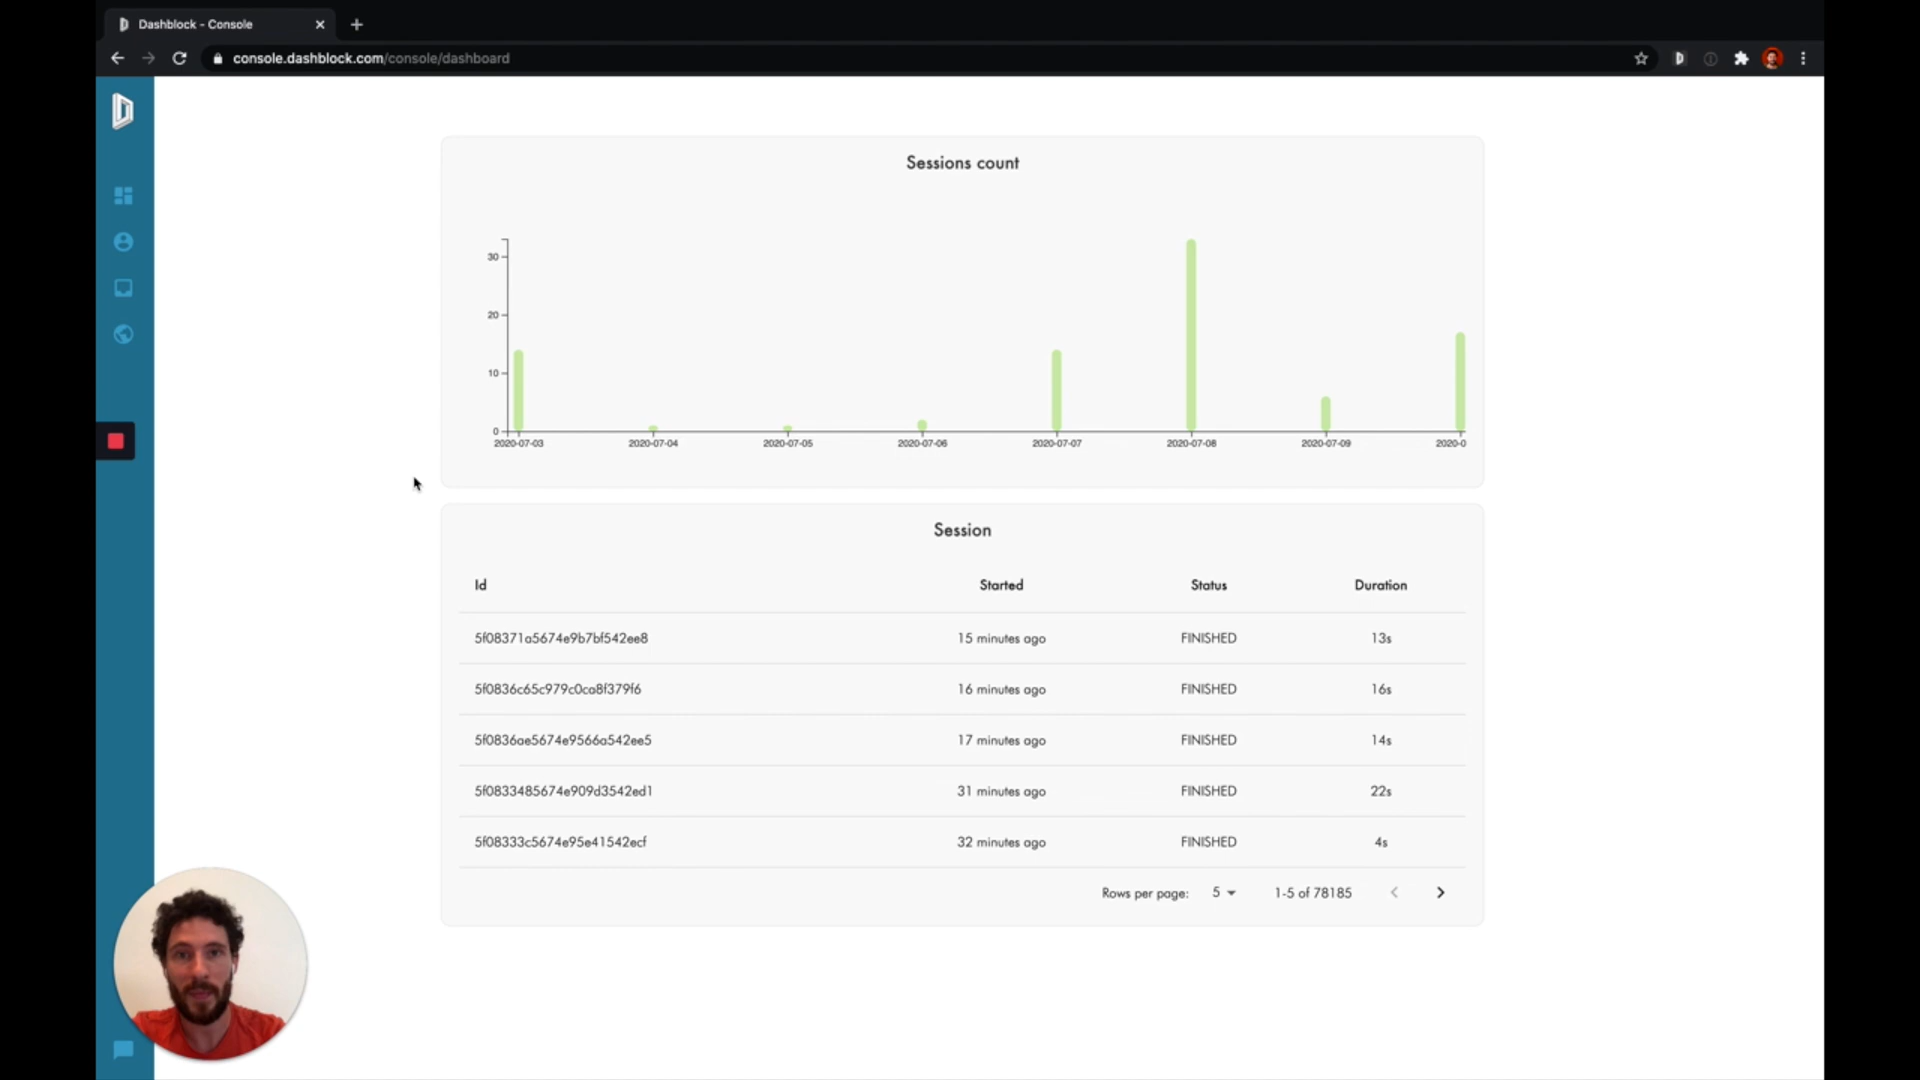 Dashblock - Console
console.dashblock.com/console/dashboard
Sessions count
30
20
10
0
2020-07-03 2020-07-04 2020-07-05 2020-07-06 2020-07-07 2020-07-08 2020-07-09 2020-0
Session
Id Started Status Duration
5f08371a5674e9b7bf542ee8 15 minutes ago FINISHED 13s
5f0836c65c979c0ca8f379f6 16 minutes ago FINISHED 16s
5f0836ae5674e9566a542ee5 17 minutes ago FINISHED 14s
5f0833485674e909d3542ed1 31 minutes ago FINISHED 22s
5f08333c5674e95e41542ecf 32 minutes ago FINISHED 4s
Rows per page: 5 1-5 of 78185